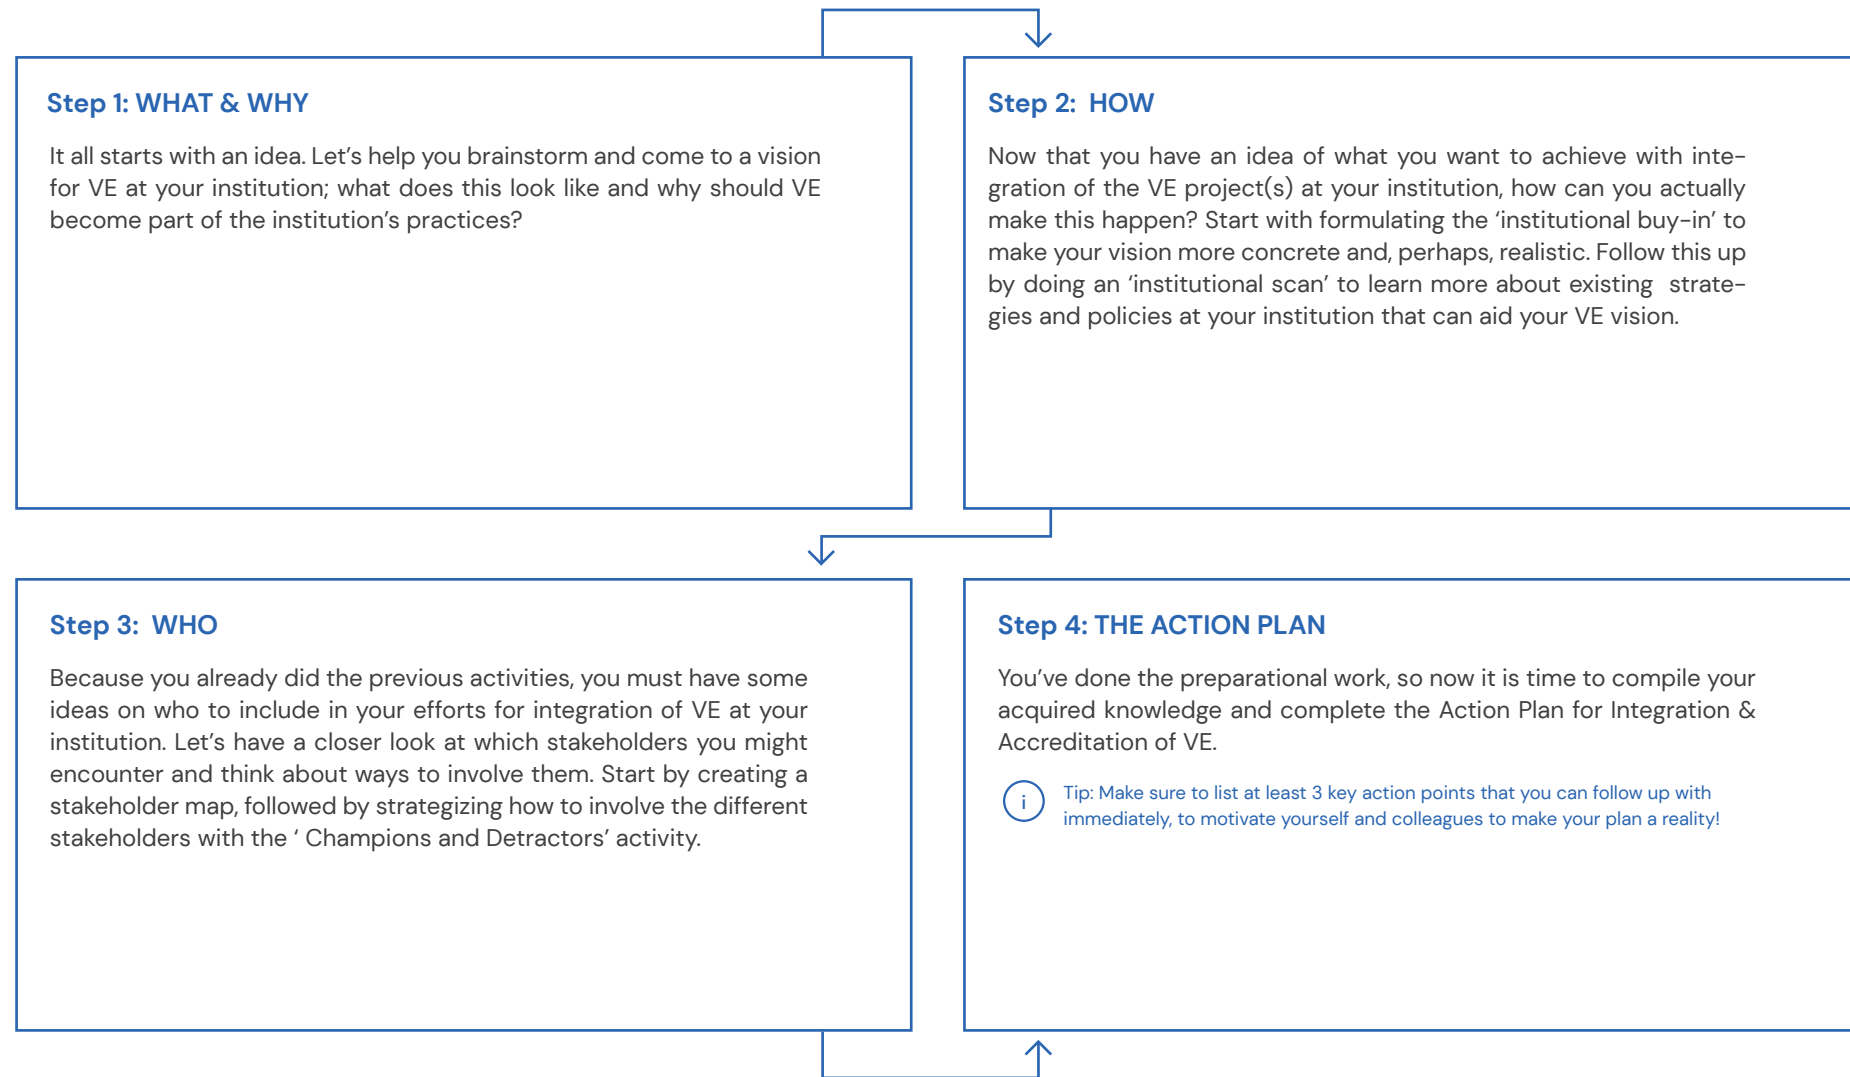 Step 1: WHAT & WHY
It all starts with an idea. Let’s help you brainstorm and come to a vision
for VE at your institution; what does this look like and why should VE
become part of the institution’s practices?
Step 2: HOW
Now that you have an idea of what you want to achieve with inte-
gration of the VE project(s) at your institution, how can you actually
make this happen? Start with formulating the ‘institutional buy-in’ to
make your vision more concrete and, perhaps, realistic. Follow this up
by doing an ‘institutional scan’ to learn more about existing strate-
gies and policies at your institution that can aid your VE vision.
Step 3: WHO
Because you already did the previous activities, you must have some
ideas on who to include in your efforts for integration of VE at your
institution. Let’s have a closer look at which stakeholders you might
encounter and think about ways to involve them. Start by creating a
stakeholder map, followed by strategizing how to involve the different
stakeholders with the ‘ Champions and Detractors’ activity.
Step 4: THE ACTION PLAN
You’ve done the preparational work, so now it is time to compile your
acquired knowledge and complete the Action Plan for Integration &
Accreditation of VE.
i
Tip: Make sure to list at least 3 key action points that you can follow up with
immediately, to motivate yourself and colleagues to make your plan a reality!